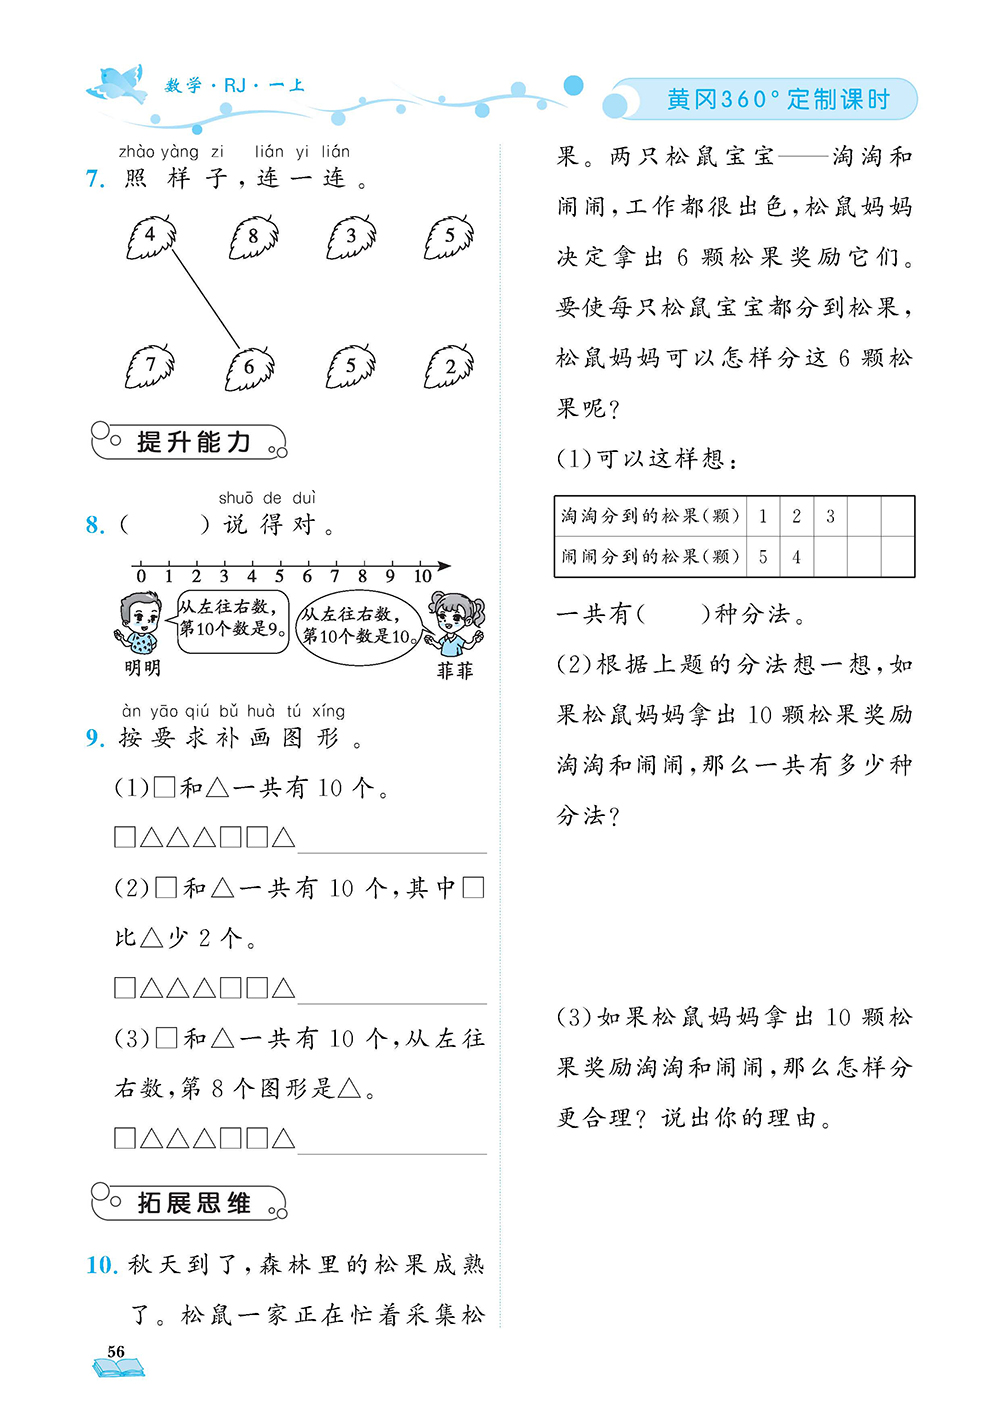 数学·RJ·一上
黄冈360°定制课时
zhào yàng zi lián yi lián
7. 照样子,连一连。
4 8 3 5
7 6 5 2
提升能力
shuō de duì
8. ( )说得对。
0 1 2 3 4 5 6 7 8 9 10
从左往右数,
第10个数是9。
从左往右数,
第10个数是10。
明明
菲菲
àn yāo qiú bǔ huà tú xíng
9. 按要求补画图形。
(1)□和△一共有10个。
□△△△□□△
(2)□和△一共有10个,其中□
比△少2个。
□△△△□□△
(3)□和△一共有10个,从左往
右数,第8个图形是△。
□△△△□□△
拓展思维
10. 秋天到了,森林里的松果成熟
了。松鼠一家正在忙着采集松
56
果。两只松鼠宝宝——淘淘和
闹闹,工作都很出色,松鼠妈妈
决定拿出6颗松果奖励它们。
要使每只松鼠宝宝都分到松果,
松鼠妈妈可以怎样分这6颗松
果呢?
(1)可以这样想:
淘淘分到的松果(颗) 1 2 3
闹闹分到的松果(颗) 5 4
一共有( )种分法。
(2)根据上题的分法想一想,如
果松鼠妈妈拿出10颗松果奖励
淘淘和闹闹,那么一共有多少种
分法?
(3)如果松鼠妈妈拿出10颗松
果奖励淘淘和闹闹,那么怎样分
更合理? 说出你的理由。